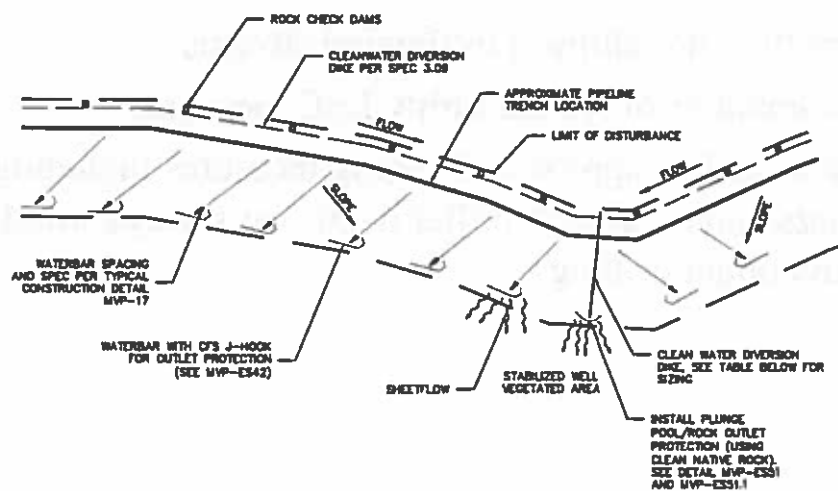 ROCK CHECK DAMS
CLEANWATER DIVERSION
DIKE PER SPEC 3.09
APPROXIMATE PIPELINE
TRENCH LOCATION
LIMIT OF DISTURBANCE
FLOW
FLOW
SLOPE
SLOPE
WATERBAR SPACING
AND SPEC PER TYPICAL
CONSTRUCTION DETAIL
MVP-17
WATERBAR WITH CFS J-HOOK
FOR OUTLET PROTECTION
(SEE MVP-ES42)
SHEETFLOW
STABILIZED WELL
VEGETATED AREA
CLEAN WATER DIVERSION
DIKE, SEE TABLE BELOW FOR
SIZING
INSTALL PLUNGE
POOL/ROCK OUTLET
PROTECTION (USING
CLEAN NATIVE ROCK).
SEE DETAIL MVP-ES51
AND MVP-ES51.1